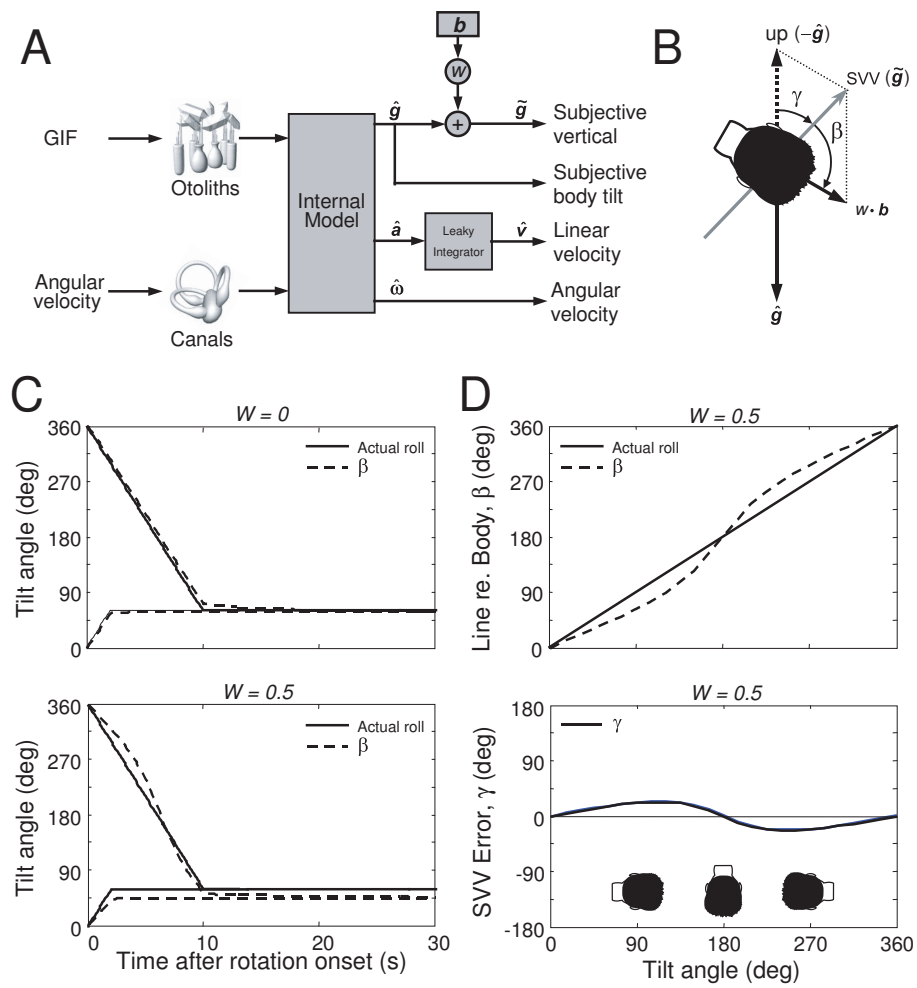 A
b
w
GIF
Otoliths
Internal
Model
ĝ
+
g̃
Subjective
vertical
Subjective
body tilt
â
Leaky
Integrator
v̂
Linear
velocity
Angular
velocity
Canals
ω̂
Angular
velocity
B
up (−ĝ)
SVV (g̃)
γ
β
w· b
ĝ
C
W = 0
Tilt angle (deg)
360
270
180
90
0
Actual roll
β
W = 0.5
Tilt angle (deg)
360
270
180
90
0
Actual roll
β
0 10 20 30
Time after rotation onset (s)
D
W = 0.5
Line re. Body, β (deg)
360
270
180
90
0
Actual roll
β
W = 0.5
SVV Error, γ (deg)
180
90
0
-90
-180
γ
0 90 180 270 360
Tilt angle (deg)